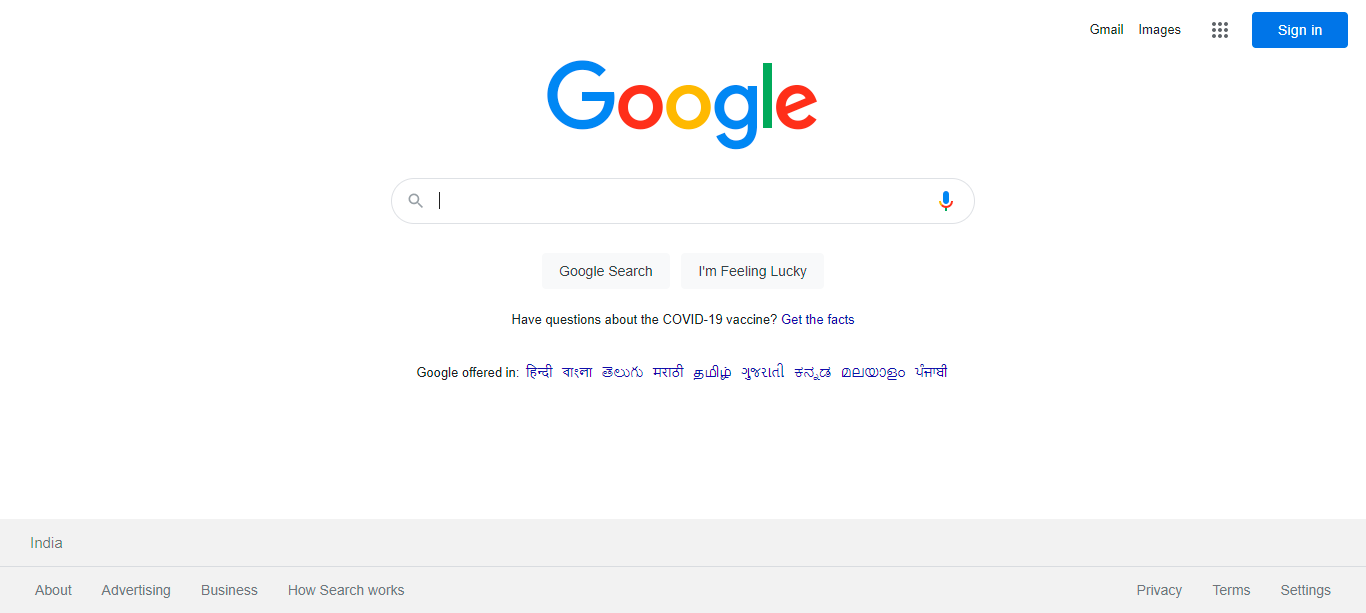 Gmail Images Sign in
Google
Google Search I'm Feeling Lucky
Have questions about the COVID-19 vaccine? Get the facts
Google offered in: हिन्दी বাংলা తెలుగు मराठी தமிழ் ગુજરાતી ಕನ್ನಡ മലയാളം ਪੰਜਾਬੀ
India
About Advertising Business How Search works Privacy Terms Settings